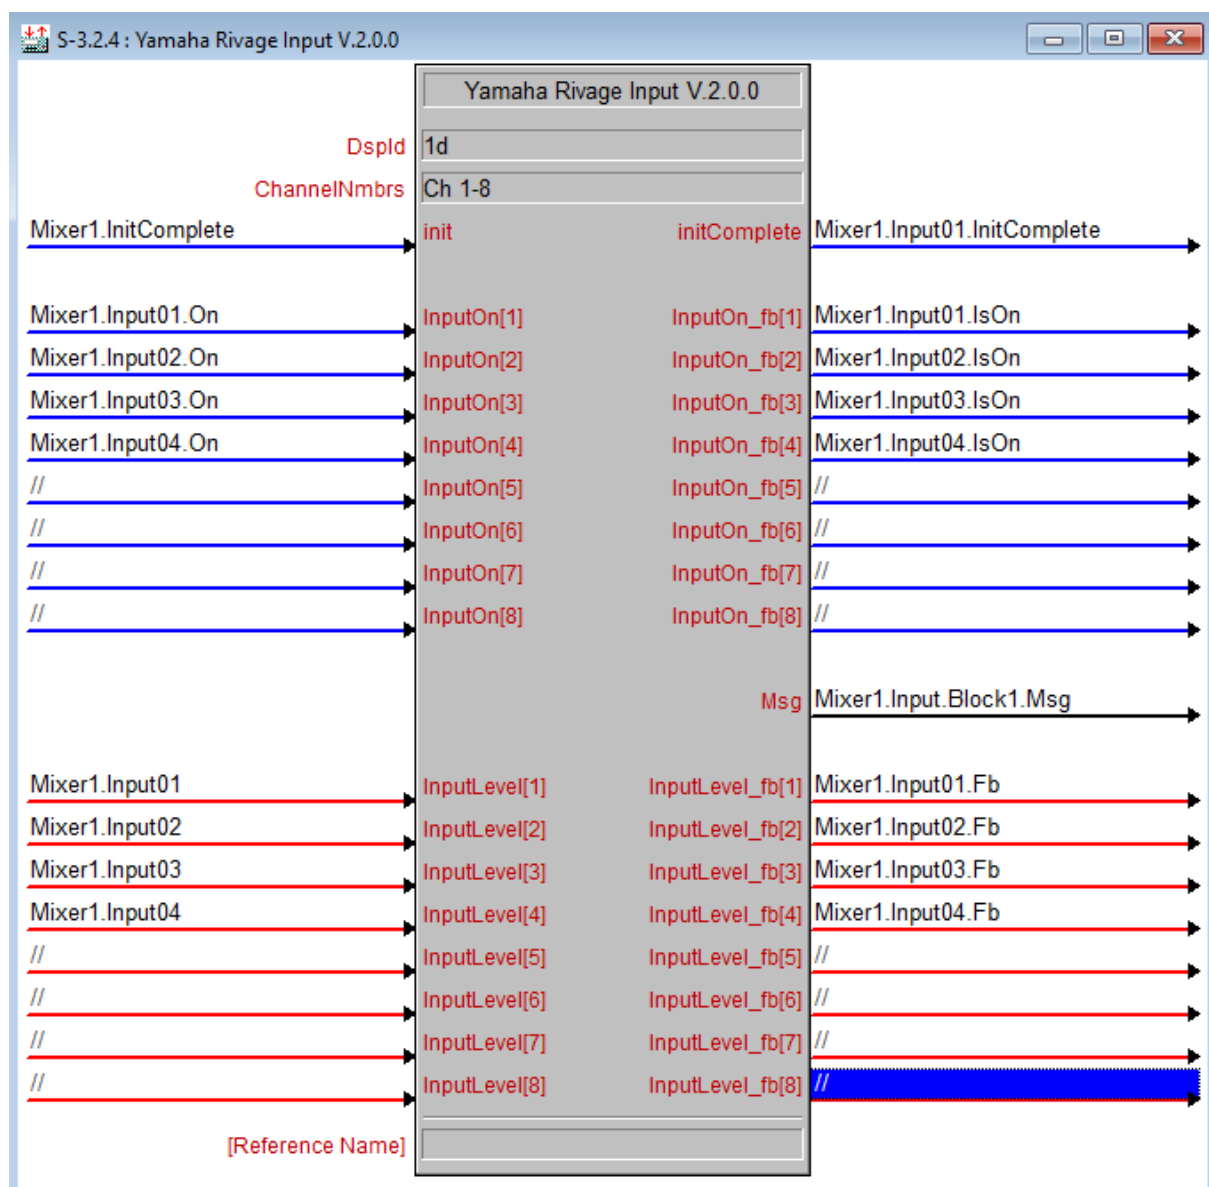 S-3.2.4 : Yamaha Rivage Input V.2.0.0
Yamaha Rivage Input V.2.0.0
DspId 1d
ChannelNmbrs Ch 1-8
Mixer1.InitComplete init initComplete Mixer1.Input01.InitComplete
Mixer1.Input01.On InputOn[1] InputOn_fb[1] Mixer1.Input01.IsOn
Mixer1.Input02.On InputOn[2] InputOn_fb[2] Mixer1.Input02.IsOn
Mixer1.Input03.On InputOn[3] InputOn_fb[3] Mixer1.Input03.IsOn
Mixer1.Input04.On InputOn[4] InputOn_fb[4] Mixer1.Input04.IsOn
// InputOn[5] InputOn_fb[5] //
// InputOn[6] InputOn_fb[6] //
// InputOn[7] InputOn_fb[7] //
// InputOn[8] InputOn_fb[8] //
Msg Mixer1.Input.Block1.Msg
Mixer1.Input01 InputLevel[1] InputLevel_fb[1] Mixer1.Input01.Fb
Mixer1.Input02 InputLevel[2] InputLevel_fb[2] Mixer1.Input02.Fb
Mixer1.Input03 InputLevel[3] InputLevel_fb[3] Mixer1.Input03.Fb
Mixer1.Input04 InputLevel[4] InputLevel_fb[4] Mixer1.Input04.Fb
// InputLevel[5] InputLevel_fb[5] //
// InputLevel[6] InputLevel_fb[6] //
// InputLevel[7] InputLevel_fb[7] //
// InputLevel[8] InputLevel_fb[8] //
[Reference Name]